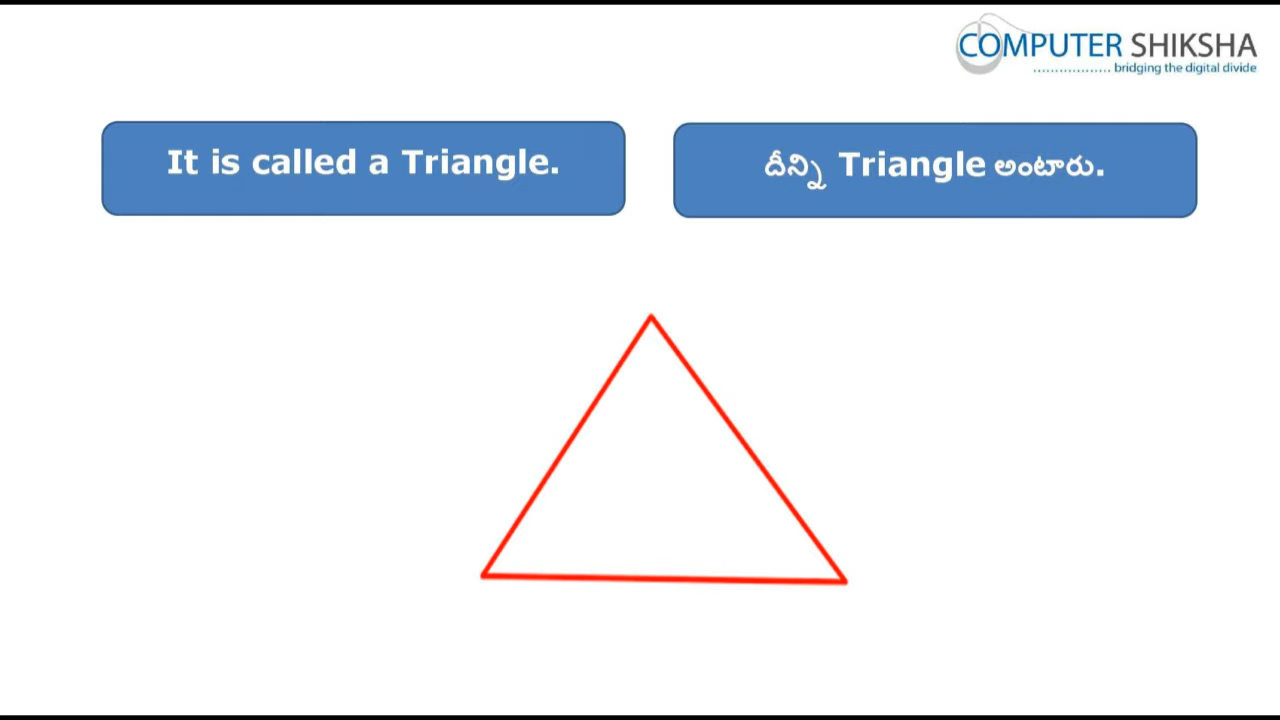 COMPUTER SHIKSHA
.................. bridging the digital divide
It is called a Triangle.
దీన్ని Triangle అంటారు.